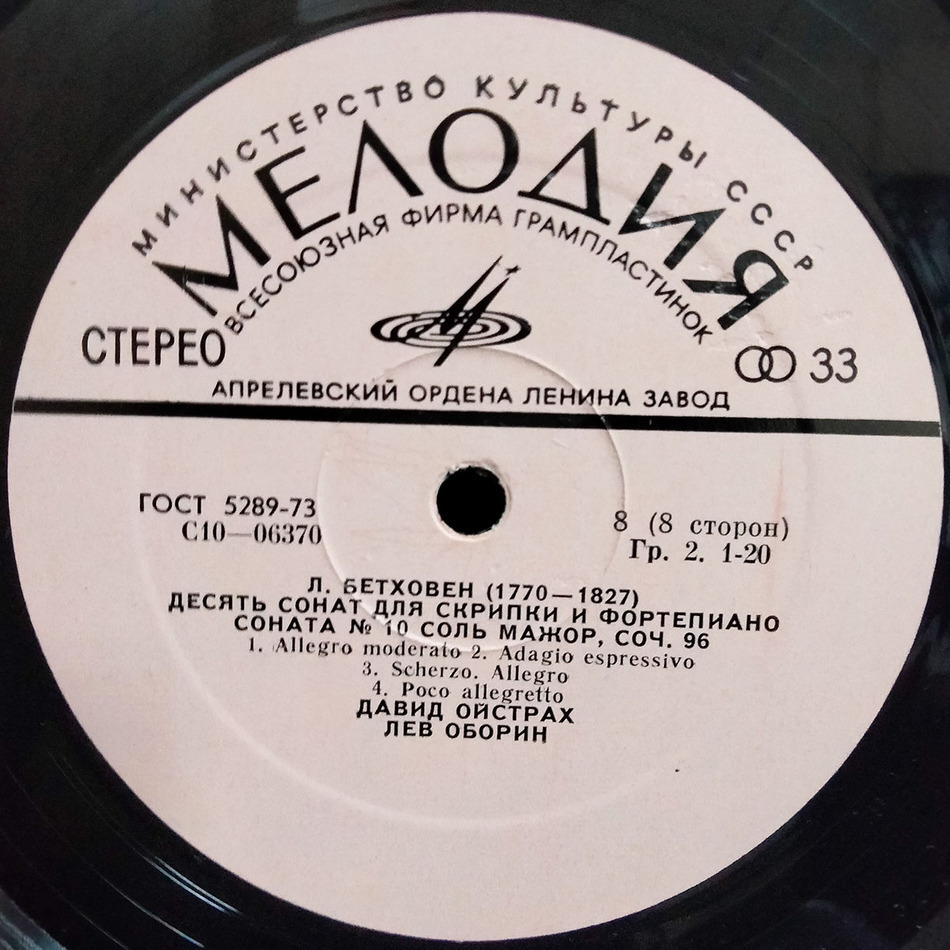 МИНИСТЕРСТВО КУЛЬТУРЫ СССР
МЕЛОДИЯ
ВСЕСОЮЗНАЯ ФИРМА ГРАМПЛАСТИНОК
СТЕРЕО
33
АПРЕЛЕВСКИЙ ОРДЕНА ЛЕНИНА ЗАВОД
ГОСТ 5289-73
С10—06370
8 (8 сторон)
Гр. 2. 1-20
Л. БЕТХОВЕН (1770—1827)
ДЕСЯТЬ СОНАТ ДЛЯ СКРИПКИ И ФОРТЕПИАНО
СОНАТА № 10 СОЛЬ МАЖОР, СОЧ. 96
1. Allegro moderato 2. Adagio espressivo
3. Scherzo. Allegro
4. Poco allegretto
ДАВИД ОЙСТРАХ
ЛЕВ ОБОРИН